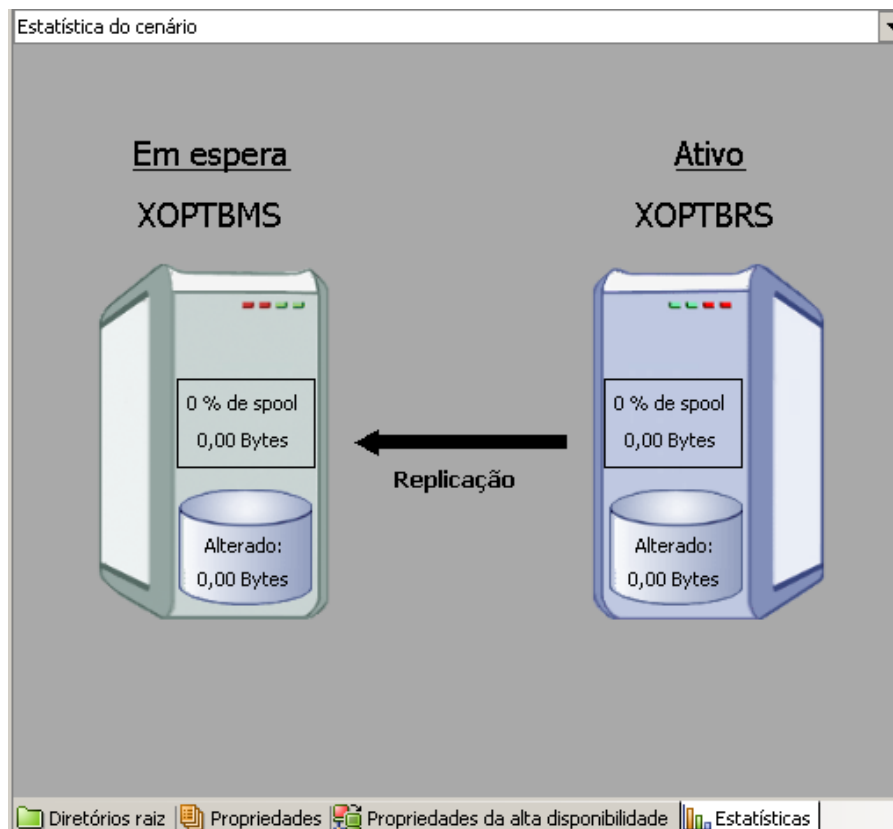 Estatística do cenário
Em espera
Ativo
XOPTBMS
XOPTBRS
0 % de spool
0,00 Bytes
0 % de spool
0,00 Bytes
Replicação
Alterado:
0,00 Bytes
Alterado:
0,00 Bytes
Diretórios raiz
Propriedades
Propriedades da alta disponibilidade
Estatísticas